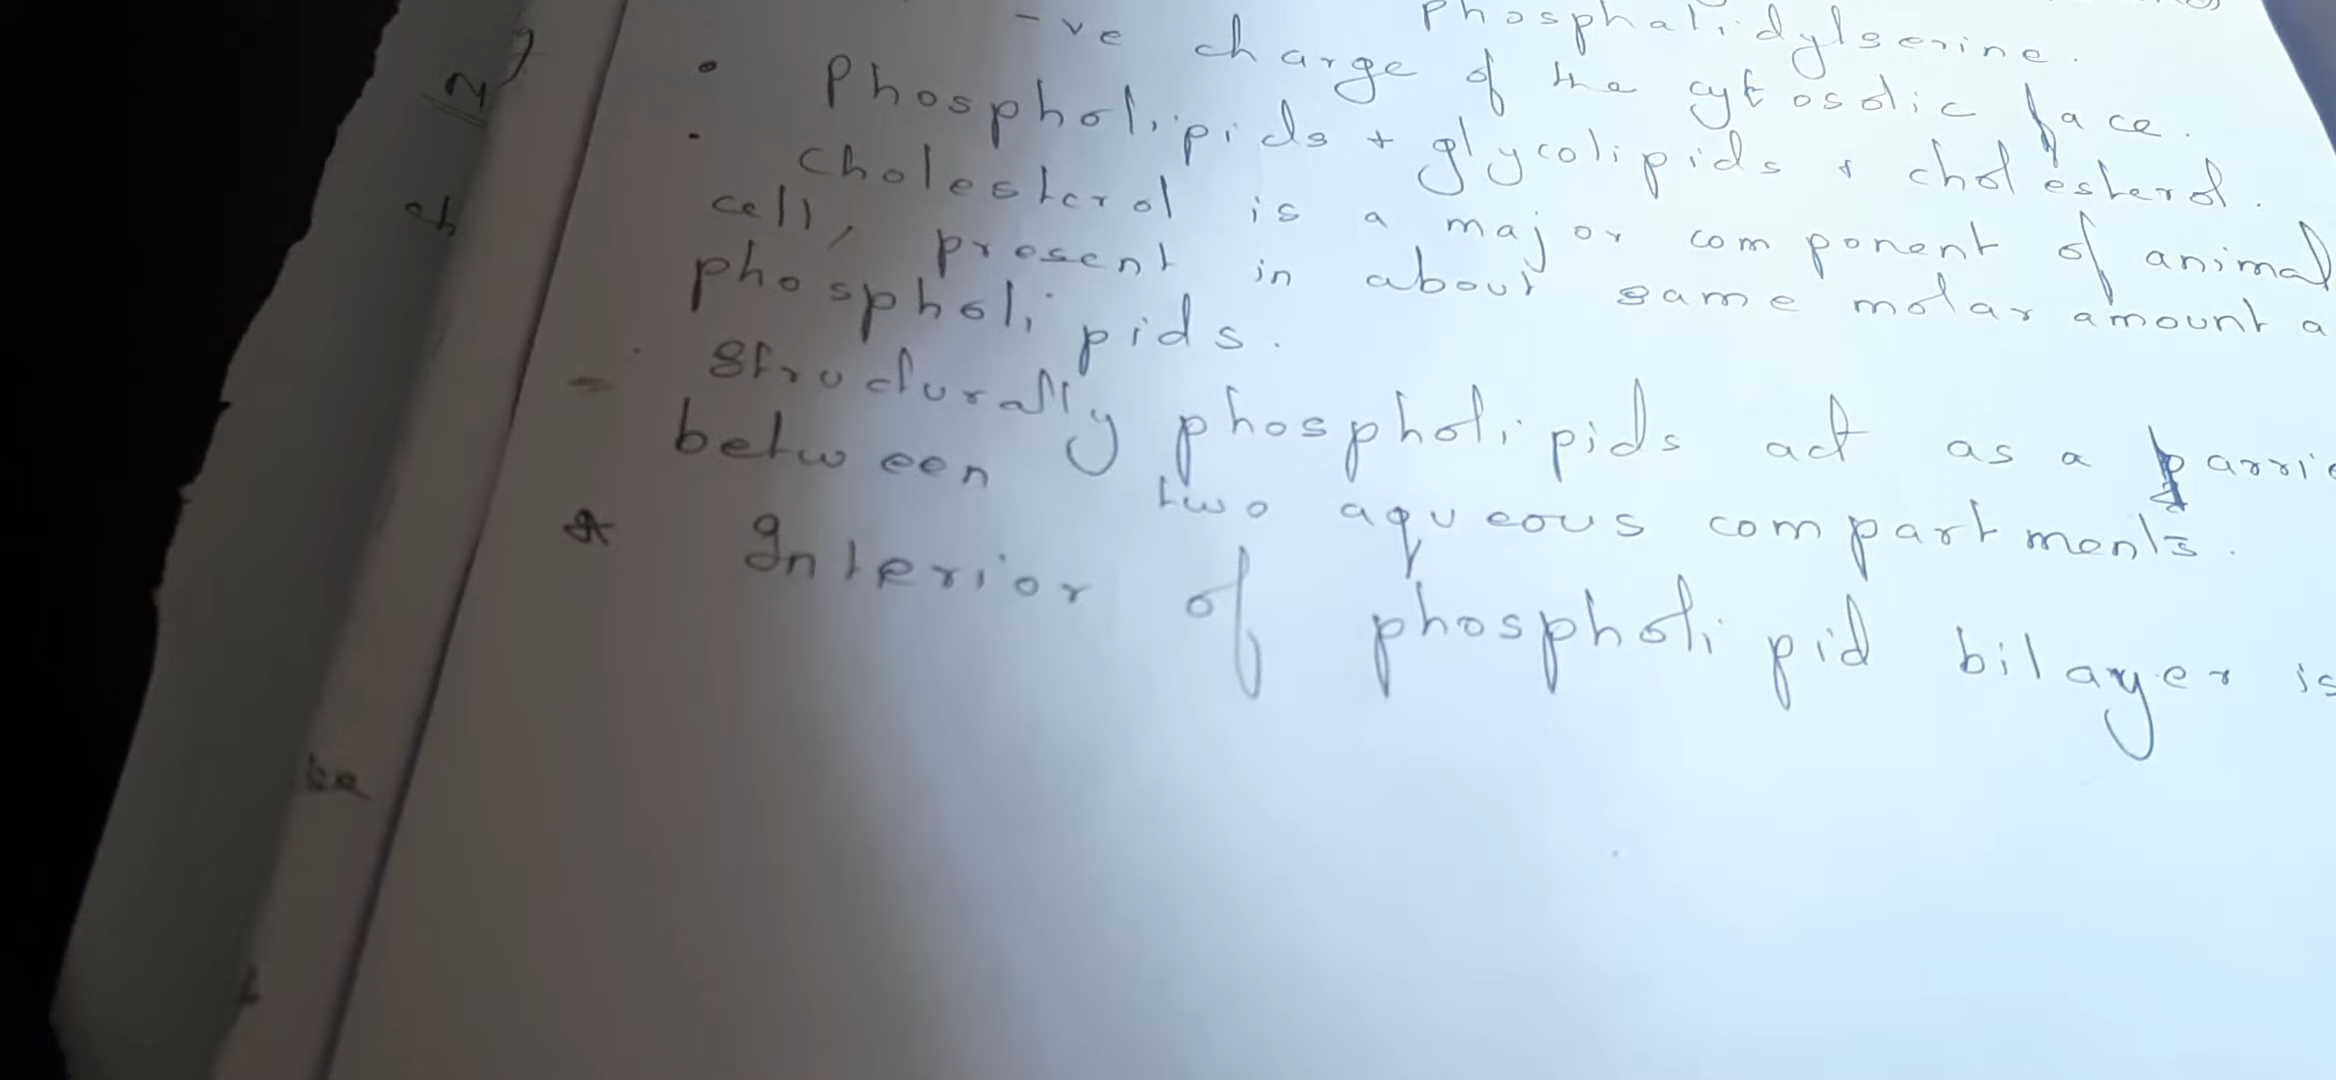 phosphatidylserine.
-ve charge of the cytosolic face.
• Phospholipids + glycolipids + cholesterol.
• Cholesterol is a major component of animal
cell, present in about same molar amount a
phospholipids.
- Structurally phospholipids act as a barrie
between two aqueous compartments.
* Interior of phospholipid bilayer is